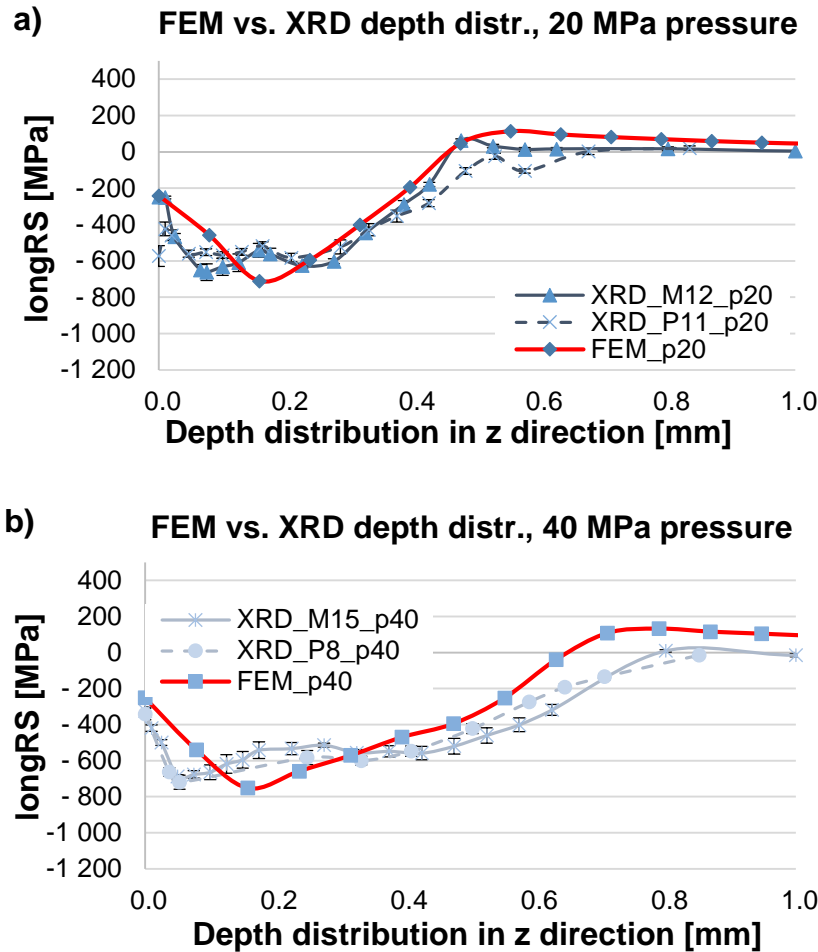 a)
FEM vs. XRD depth distr., 20 MPa pressure
longRS [MPa]
400
200
0
- 200
- 400
- 600
- 800
-1 000
-1 200
XRD_M12_p20
XRD_P11_p20
FEM_p20
0.0 0.2 0.4 0.6 0.8 1.0
Depth distribution in z direction [mm]
b)
FEM vs. XRD depth distr., 40 MPa pressure
longRS [MPa]
400
200
0
- 200
- 400
- 600
- 800
-1 000
-1 200
XRD_M15_p40
XRD_P8_p40
FEM_p40
0.0 0.2 0.4 0.6 0.8 1.0
Depth distribution in z direction [mm]